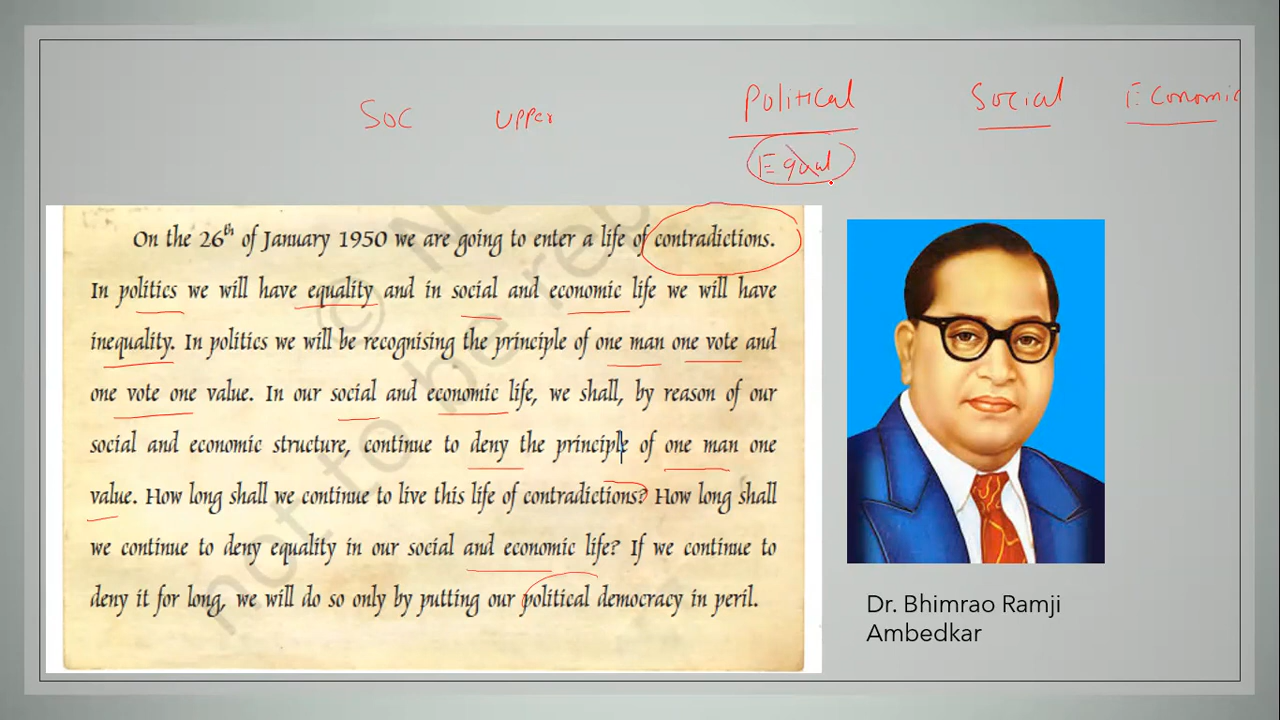 Political Social Economic
Soc Upper
Equal
On the 26th of January 1950 we are going to enter a life of contradictions.
In politics we will have equality and in social and economic life we will have
inequality. In politics we will be recognising the principle of one man one vote and
one vote one value. In our social and economic life, we shall, by reason of our
social and economic structure, continue to deny the principle of one man one
value. How long shall we continue to live this life of contradictions? How long shall
we continue to deny equality in our social and economic life? If we continue to
deny it for long, we will do so only by putting our political democracy in peril.
Dr. Bhimrao Ramji
Ambedkar
not to be rep
© N